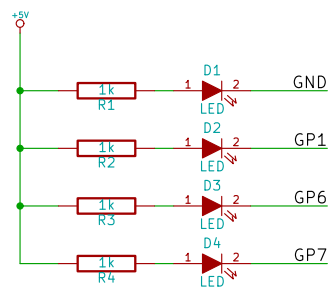 +5V
1k
R1
1 D1 2
LED
GND
1k
R2
1 D2 2
LED
GP1
1k
R3
1 D3 2
LED
GP6
1k
R4
1 D4 2
LED
GP7